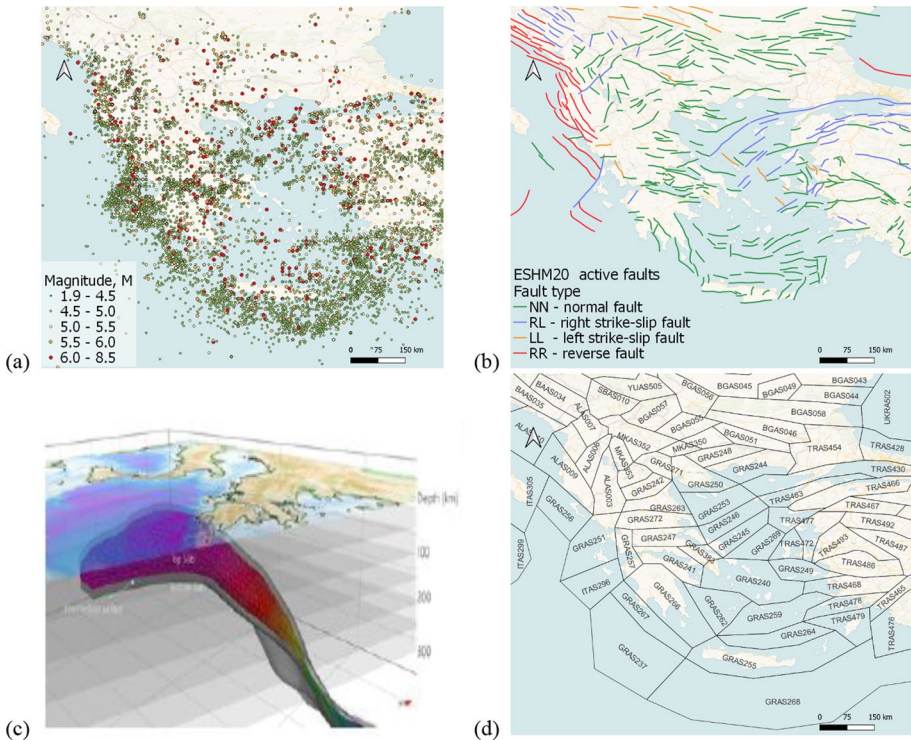 (a)
Magnitude, M
1.9 - 4.5
4.5 - 5.0
5.0 - 5.5
5.5 - 6.0
6.0 - 8.5
0 75 150 km
(b)
ESHM20 active faults
Fault type
NN - normal fault
RL - right strike-slip fault
LL - left strike-slip fault
RR - reverse fault
0 75 150 km
(c)
Depth (km)
100
200
top slab
(d)
BAAS034
BAAS035
SBAS010
YUAS505
BGAS056
BGAS045
BGAS049
BGAS043
BGAS044
UKRA502
ALAS007
BGAS057
BGAS055
BGAS058
ALAS008
ALAS009
MKAS352
MKAS350
BGAS051
BGAS046
TRAS454
TRAS428
GRAS271
GRAS248
GRAS244
TRAS430
ITAS305
ALAS003
GRAS242
GRAS250
TRAS466
GRAS256
GRAS263
GRAS253
TRAS463
TRAS467
GRAS272
GRAS246
TRAS477
TRAS492
GRAS251
GRAS247
GRAS245
GRAS269
TRAS472
TRAS493
TRAS487
ITAS299
GRAS257
TRAS486
GRAS241
GRAS249
ITAS296
GRAS240
TRAS468
TRAS465
GRAS266
GRAS267
GRAS262
GRAS259
TRAS478
TRAS479
GRAS264
TRAS476
GRAS237
GRAS255
GRAS268
0 75 150 km